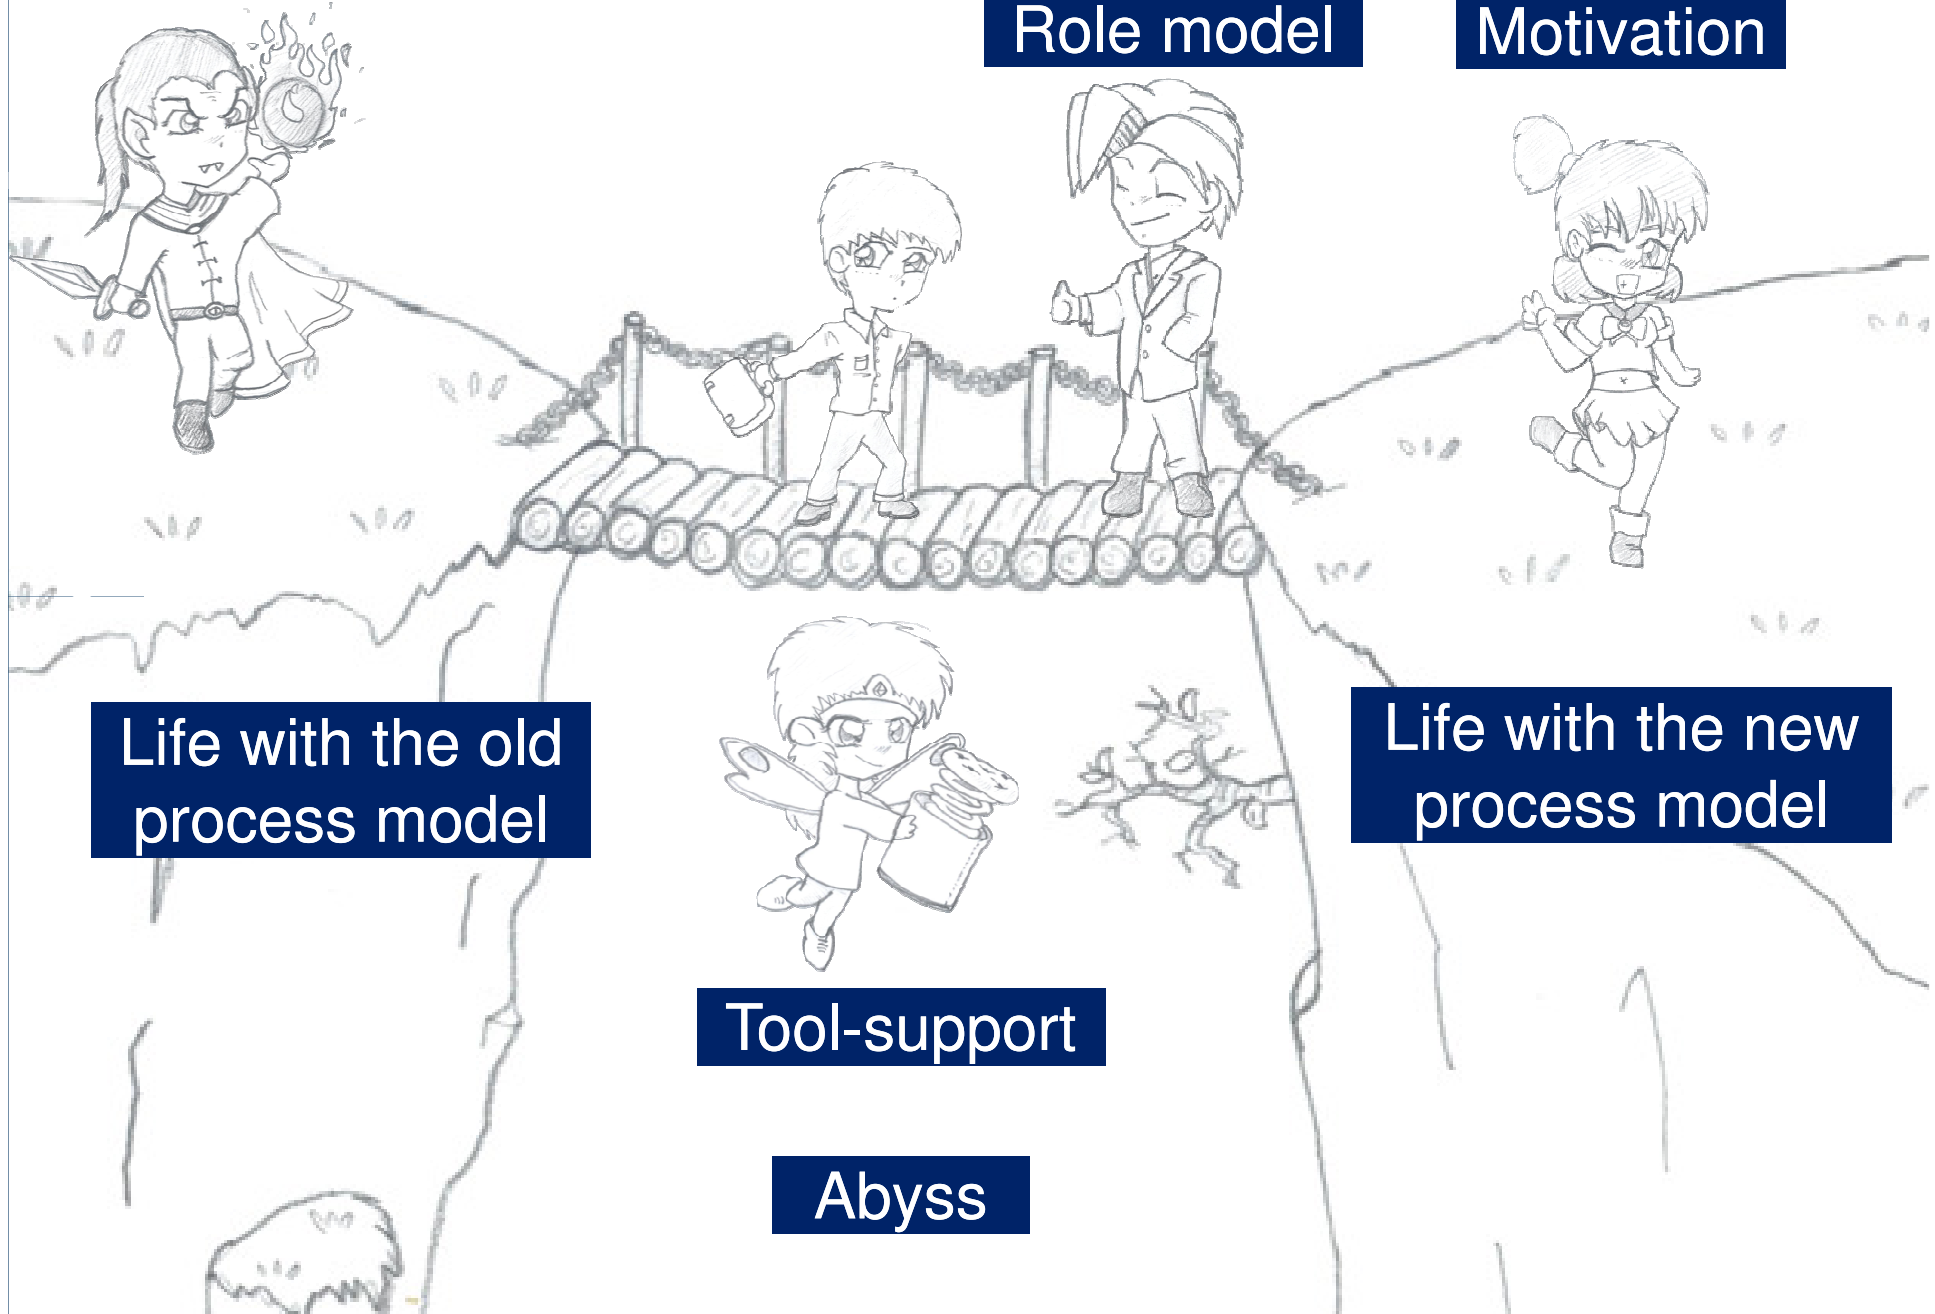 Role model
Motivation
Life with the old
process model
Life with the new
process model
Tool-support
Abyss